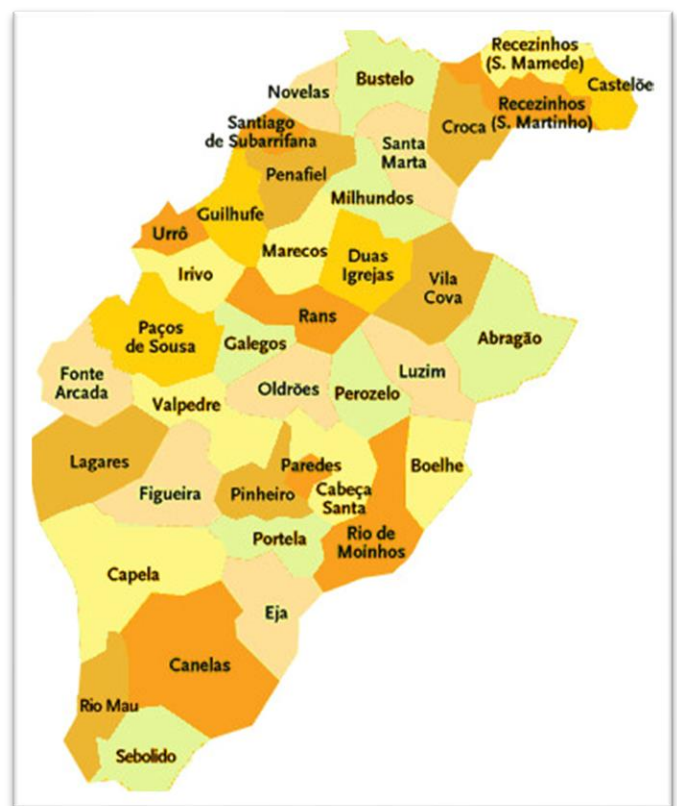 Recezinhos
(S. Mamede)
Bustelo
Castelõe
Novelas
Recezinhos
(S. Martinho)
Croca
Santiago
de Subarrifana
Santa
Marta
Penafiel
Milhundos
Guilhufe
Urrô
Marecos
Duas
Igrejas
Irivo
Vila
Cova
Rans
Paços
de Sousa
Galegos
Abragão
Fonte
Arcada
Luzim
Oldrões
Perozelo
Valpedre
Lagares
Paredes
Boelhe
Figueira
Pinheiro
Cabeça
Santa
Portela
Rio de
Moinhos
Capela
Eja
Canelas
Rio Mau
Sebolido